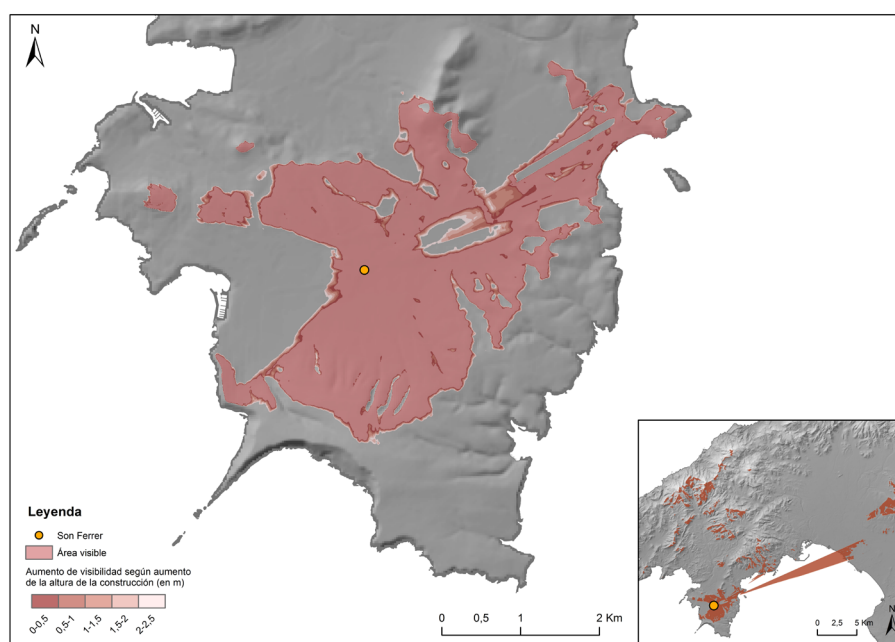 N
Leyenda
Son Ferrer
Área visible
Aumento de visibilidad según aumento
de la altura de la construcción (en m)
0-0,5
0,5-1
1-1,5
1,5-2
2-2,5
0 0,5 1 2 Km
0 2,5 5 Km
N